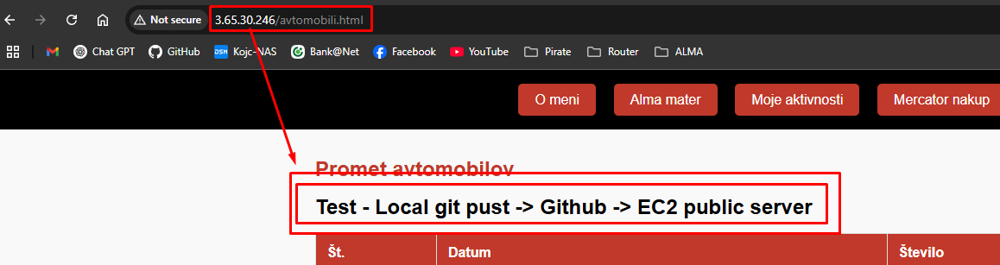 Not secure 3.65.30.246/avtomobili.html
Chat GPT GitHub DSM Kojc-NAS Bank@Net Facebook YouTube Pirate Router ALMA
O meni Alma mater Moje aktivnosti Mercator nakup
Promet avtomobilov
Test - Local git pust -> Github -> EC2 public server
Št. Datum Število